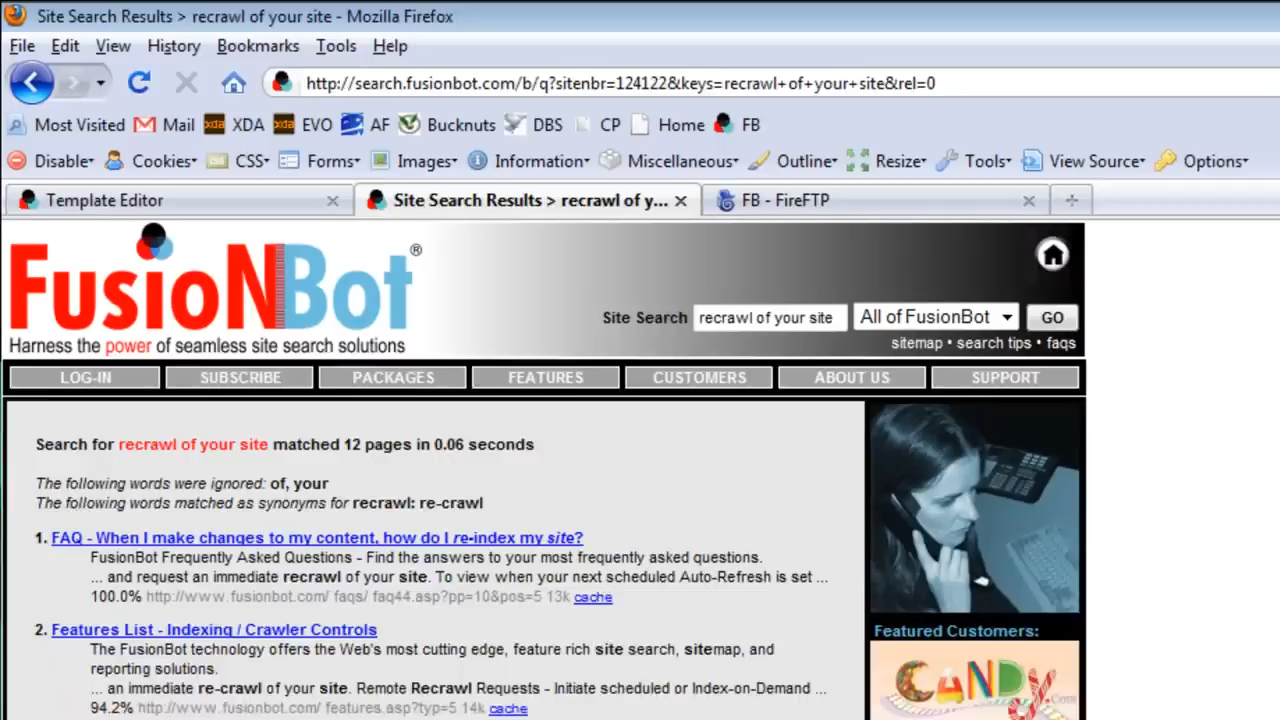 Site Search Results > recrawl of your site - Mozilla Firefox
File Edit View History Bookmarks Tools Help
http://search.fusionbot.com/b/q?sitenbr=124122&keys=recrawl+of+your+site&rel=0
Most Visited Mail XDA EVO AF Bucknuts DBS CP Home FB
Disable Cookies CSS Forms Images Information Miscellaneous Outline Resize Tools View Source Options
Template Editor Site Search Results > recrawl of y... FB - FireFTP
FusioNBot®
Site Search recrawl of your site All of FusionBot GO
Harness the power of seamless site search solutions
sitemap • search tips • faqs
LOG-IN SUBSCRIBE PACKAGES FEATURES CUSTOMERS ABOUT US SUPPORT
Search for recrawl of your site matched 12 pages in 0.06 seconds
The following words were ignored: of, your
The following words matched as synonyms for recrawl: re-crawl
1. FAQ - When I make changes to my content, how do I re-index my site?
FusionBot Frequently Asked Questions - Find the answers to your most frequently asked questions.
... and request an immediate recrawl of your site. To view when your next scheduled Auto-Refresh is set ...
100.0% http://www.fusionbot.com/ faqs/ faq44.asp?pp=10&pos=5 13k cache
2. Features List - Indexing / Crawler Controls
The FusionBot technology offers the Web's most cutting edge, feature rich site search, sitemap, and
reporting solutions.
... an immediate re-crawl of your site. Remote Recrawl Requests - Initiate scheduled or Index-on-Demand ...
94.2% http://www.fusionbot.com/ features.asp?typ=5 14k cache
Featured Customers:
CANDY.com